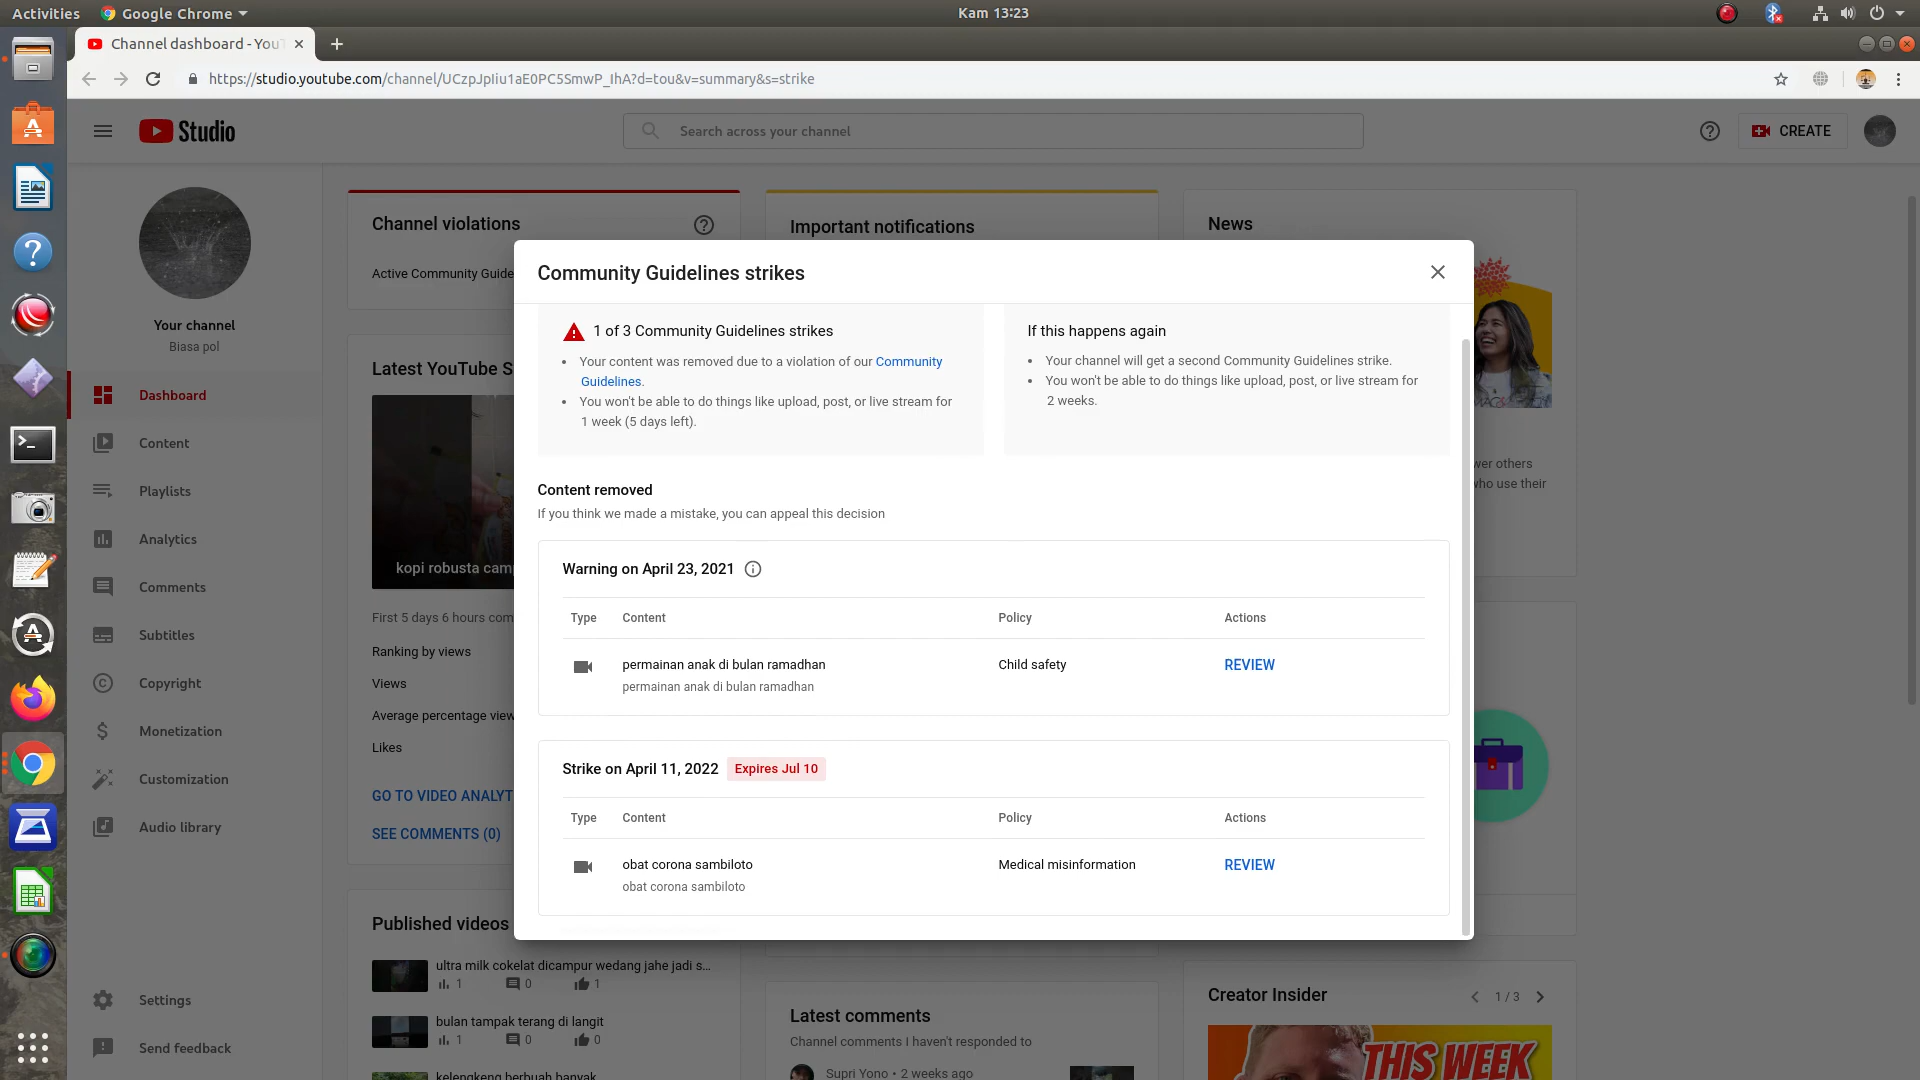 Activities
Google Chrome
Kam 13:23
Channel dashboard - YouT
https://studio.youtube.com/channel/UCzpJpIiu1aE0PC5SmwP_IhA?d=tou&v=summary&s=strike
Studio
Search across your channel
CREATE
Your channel
Biasa pol
Dashboard
Content
Playlists
Analytics
Comments
Subtitles
Copyright
Monetization
Customization
Audio library
Settings
Send feedback
Channel violations
Active Community Guide
Important notifications
News
Latest YouTube S
kopi robusta camp
First 5 days 6 hours com
Ranking by views
Views
Average percentage view
Likes
GO TO VIDEO ANALYT
SEE COMMENTS (0)
Community Guidelines strikes
1 of 3 Community Guidelines strikes
Your content was removed due to a violation of our Community
Guidelines.
You won't be able to do things like upload, post, or live stream for
1 week (5 days left).
If this happens again
Your channel will get a second Community Guidelines strike.
You won't be able to do things like upload, post, or live stream for
2 weeks.
Content removed
If you think we made a mistake, you can appeal this decision
Warning on April 23, 2021
Type Content Policy Actions
permainan anak di bulan ramadhan Child safety REVIEW
permainan anak di bulan ramadhan
Strike on April 11, 2022 Expires Jul 10
Type Content Policy Actions
obat corona sambiloto Medical misinformation REVIEW
obat corona sambiloto
wer others
who use their
Published videos
ultra milk cokelat dicampur wedang jahe jadi s...
1 0 1
bulan tampak terang di langit
1 0 0
kelengkeng berbuah banyak
Latest comments
Channel comments I haven't responded to
Supri Yono • 2 weeks ago
Creator Insider
1 / 3
THIS WEEK